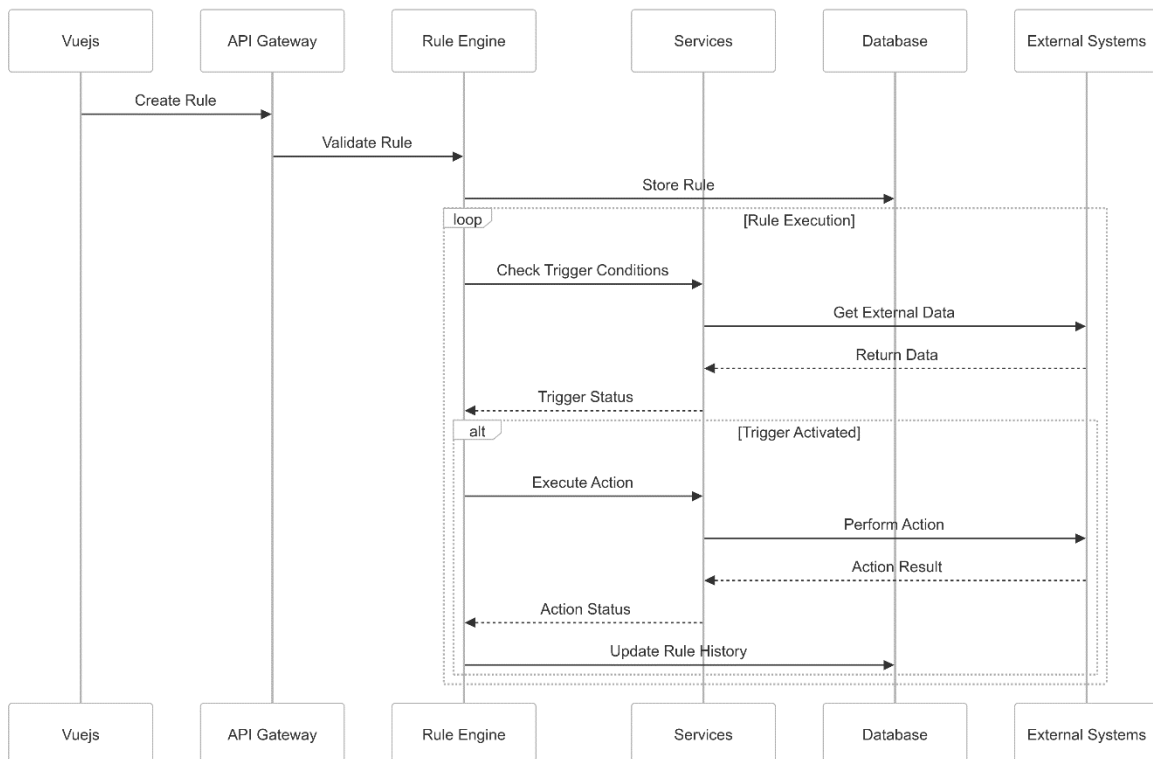 Vuejs
API Gateway
Rule Engine
Services
Database
External Systems
Create Rule
Validate Rule
Store Rule
loop
[Rule Execution]
Check Trigger Conditions
Get External Data
Return Data
Trigger Status
alt
[Trigger Activated]
Execute Action
Perform Action
Action Result
Action Status
Update Rule History
Vuejs
API Gateway
Rule Engine
Services
Database
External Systems